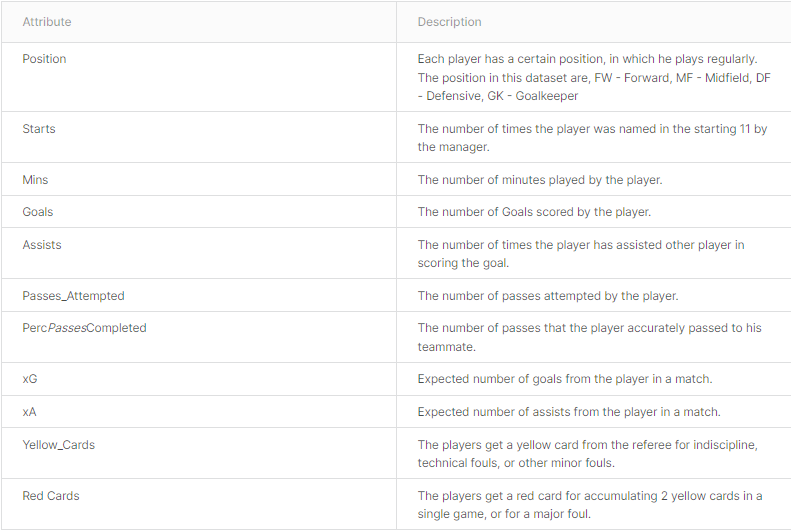 Attribute
Description
Position
Each player has a certain position, in which he plays regularly.
The position in this dataset are, FW - Forward, MF - Midfield, DF
- Defensive, GK - Goalkeeper
Starts
The number of times the player was named in the starting 11 by
the manager.
Mins
The number of minutes played by the player.
Goals
The number of Goals scored by the player.
Assists
The number of times the player has assisted other player in
scoring the goal.
Passes_Attempted
The number of passes attempted by the player.
PercPassesCompleted
The number of passes that the player accurately passed to his
teammate.
xG
Expected number of goals from the player in a match.
xA
Expected number of assists from the player in a match.
Yellow_Cards
The players get a yellow card from the referee for indiscipline,
technical fouls, or other minor fouls.
Red Cards
The players get a red card for accumulating 2 yellow cards in a
single game, or for a major foul.